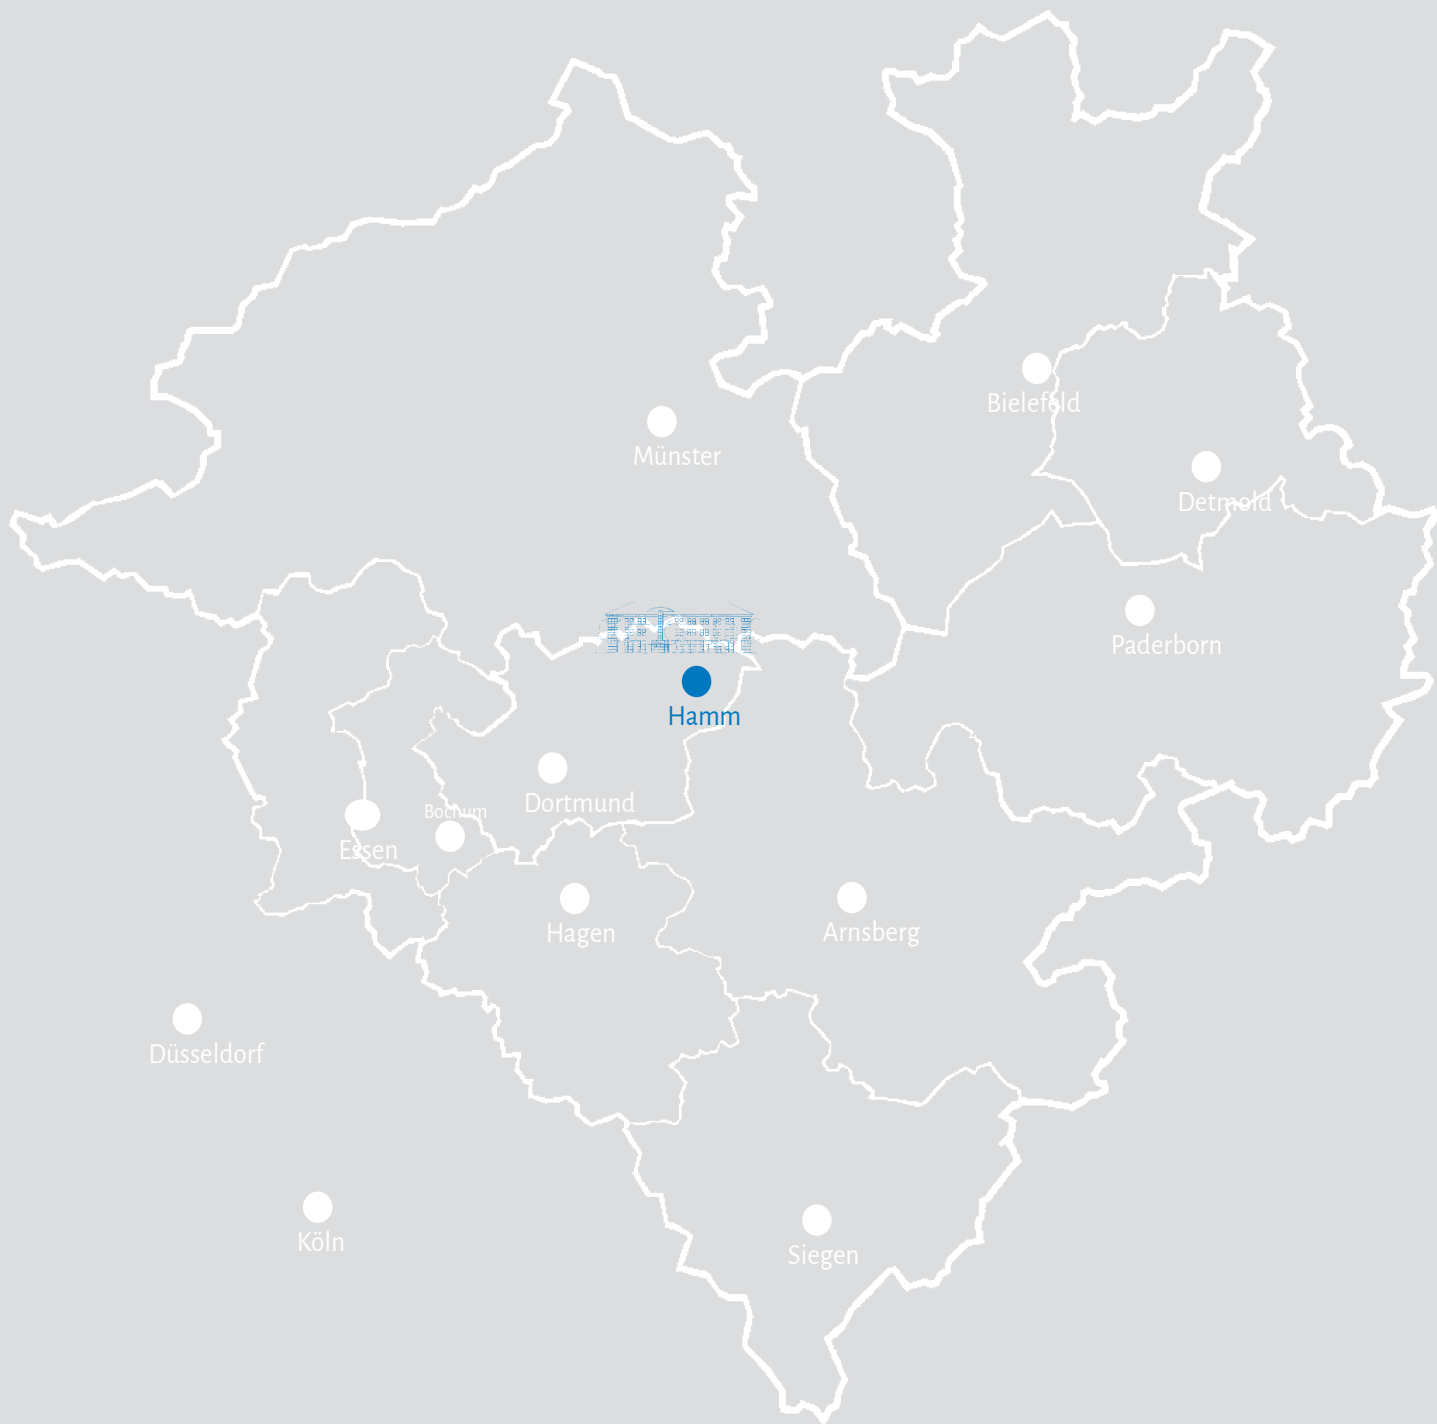 Bielefeld
Münster
Detmold
Paderborn
Hamm
Dortmund
Bochum
Essen
Hagen
Arnsberg
Düsseldorf
Köln
Siegen